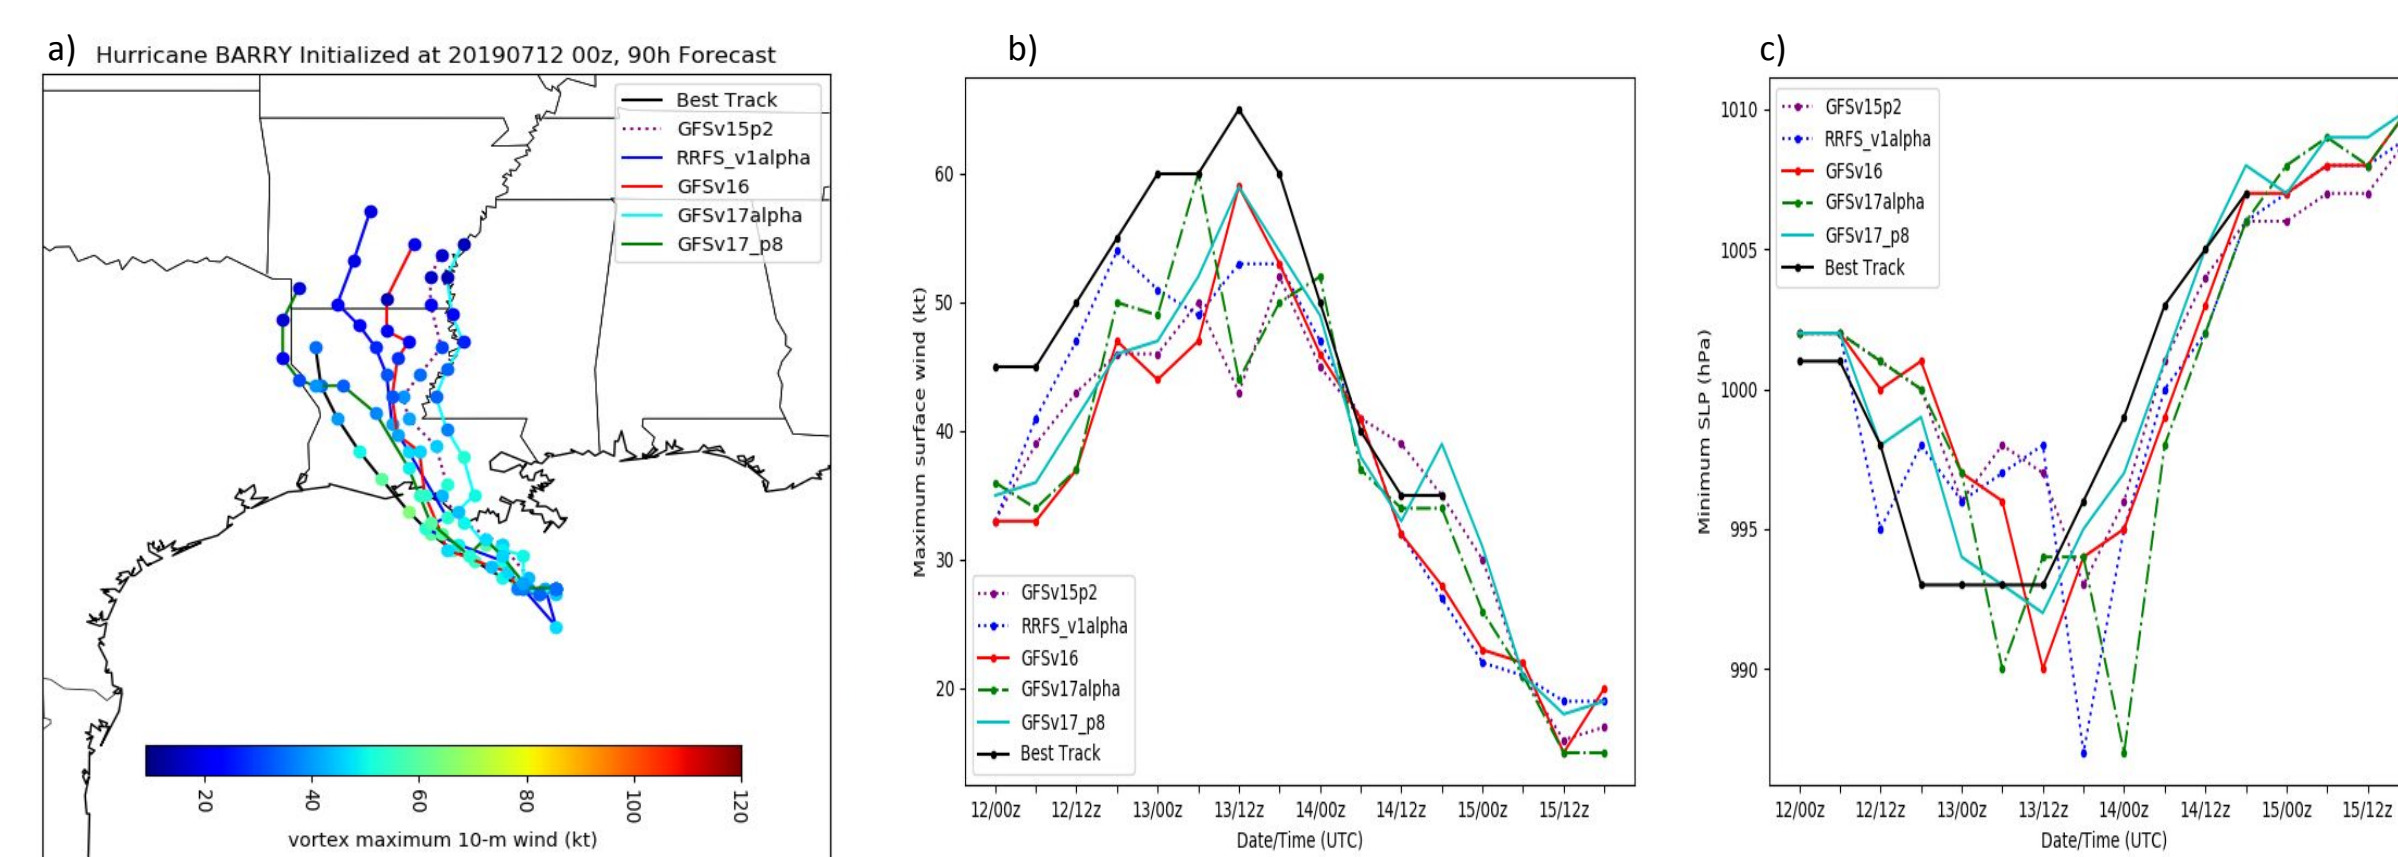 a)
Hurricane BARRY Initialized at 20190712 00z, 90h Forecast
Best Track
GFSv15p2
RRFS_v1alpha
GFSv16
GFSv17alpha
GFSv17_p8
20 40 60 80 100 120
vortex maximum 10-m wind (kt)
b)
Maximum surface wind (kt)
60
50
40
30
20
GFSv15p2
RRFS_v1alpha
GFSv16
GFSv17alpha
GFSv17_p8
Best Track
12/00z 12/12z 13/00z 13/12z 14/00z 14/12z 15/00z 15/12z
Date/Time (UTC)
c)
Minimum SLP (hPa)
1010
1005
1000
995
990
GFSv15p2
RRFS_v1alpha
GFSv16
GFSv17alpha
GFSv17_p8
Best Track
12/00z 12/12z 13/00z 13/12z 14/00z 14/12z 15/00z 15/12z
Date/Time (UTC)